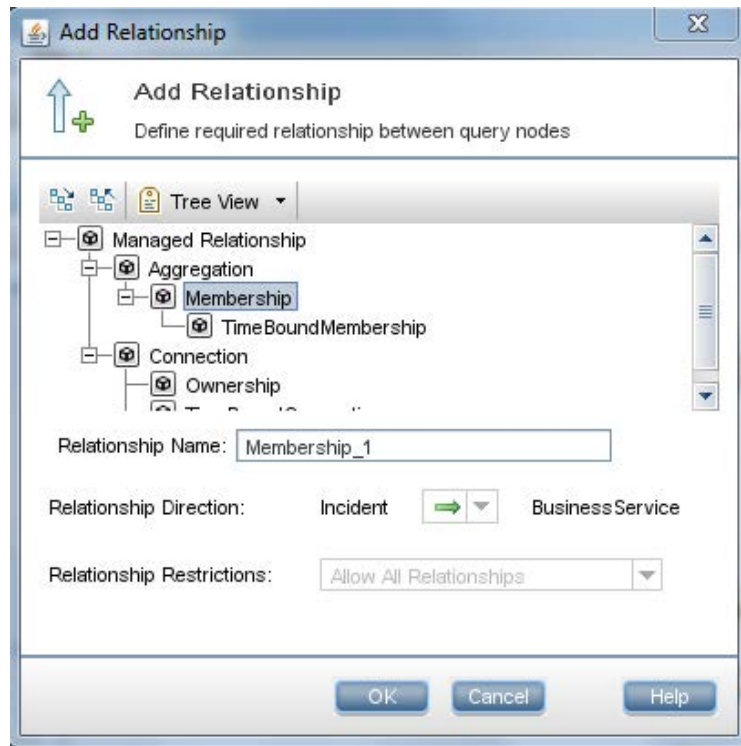 Add Relationship
Add Relationship
Define required relationship between query nodes
Tree View
Managed Relationship
Aggregation
Membership
TimeBoundMembership
Connection
Ownership
Relationship Name: Membership_1
Relationship Direction: Incident BusinessService
Relationship Restrictions: Allow All Relationships
OK Cancel Help